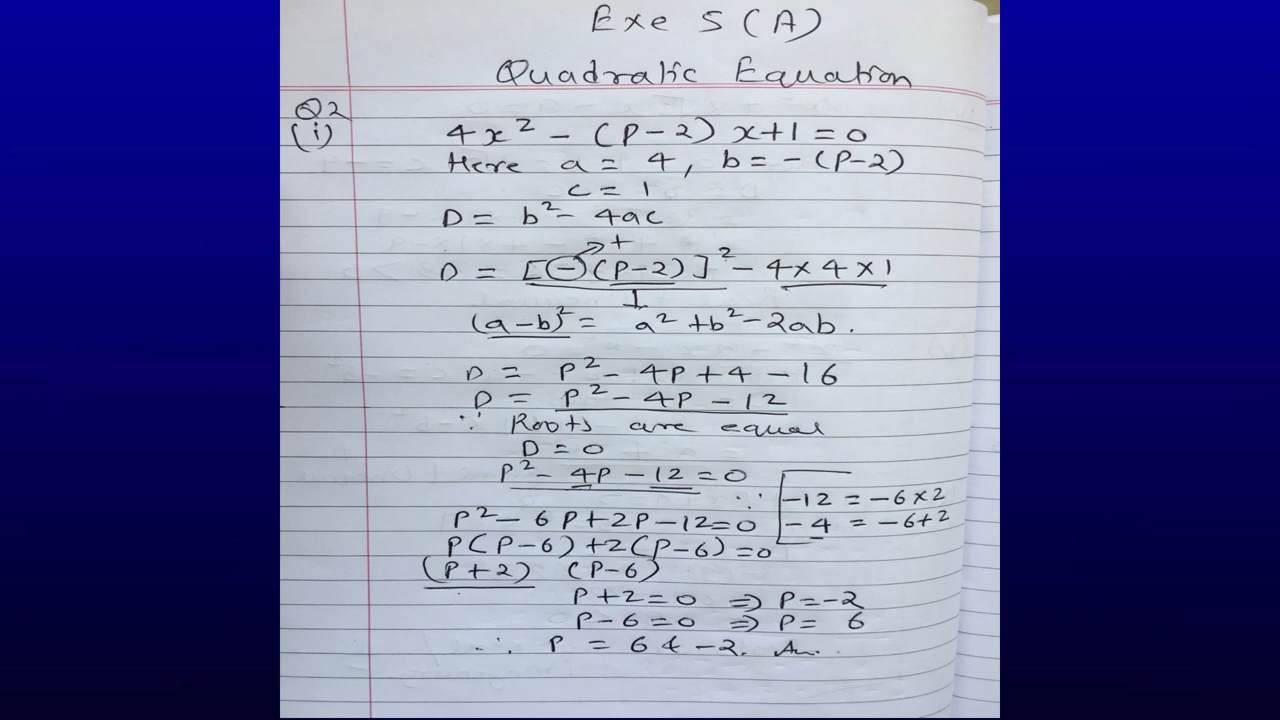 Exe 5 (A)
Quadratic Equation
Q2
(i) 4x² - (P-2) x+1 = 0
Here a = 4, b = - (P-2)
c = 1
D = b² - 4ac
+
D = [-(P-2)]² - 4×4×1
(a-b)² = a² + b² - 2ab.
D = P² - 4P + 4 - 16
D = P² - 4P - 12
∵ Roots are equal
D = 0
P² - 4P - 12 = 0
∵ -12 = -6×2
P² - 6P + 2P - 12 = 0 -4 = -6+2
P(P-6) + 2(P-6) = 0
(P+2) (P-6)
P+2 = 0 ⇒ P = -2
P-6 = 0 ⇒ P = 6
∴ P = 6 & -2. Ans.